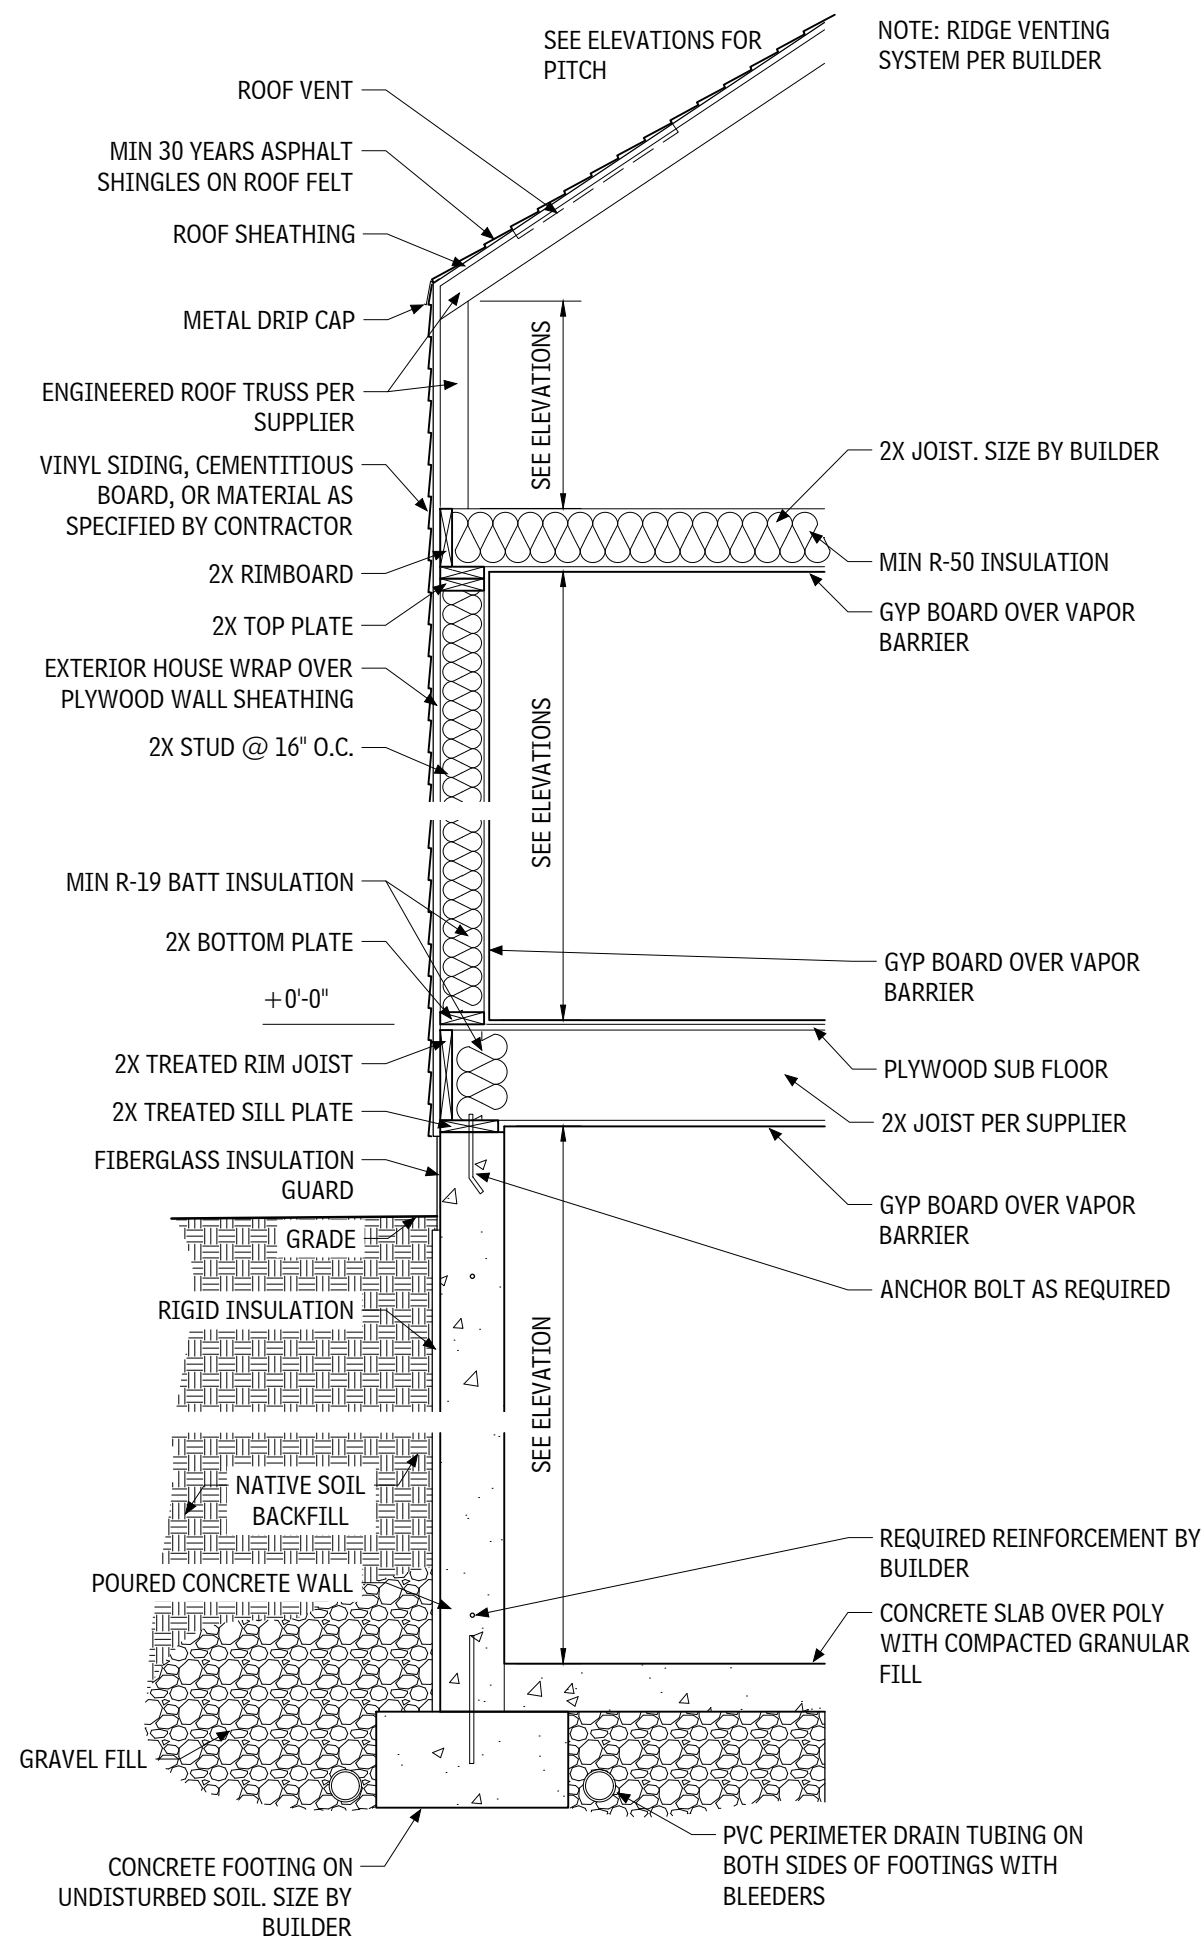 SEE ELEVATIONS FOR
PITCH
NOTE: RIDGE VENTING
SYSTEM PER BUILDER
ROOF VENT
MIN 30 YEARS ASPHALT
SHINGLES ON ROOF FELT
ROOF SHEATHING
METAL DRIP CAP
ENGINEERED ROOF TRUSS PER
SUPPLIER
SEE ELEVATIONS
VINYL SIDING, CEMENTITIOUS
BOARD, OR MATERIAL AS
SPECIFIED BY CONTRACTOR
2X JOIST. SIZE BY BUILDER
MIN R-50 INSULATION
2X RIMBOARD
GYP BOARD OVER VAPOR
BARRIER
2X TOP PLATE
EXTERIOR HOUSE WRAP OVER
PLYWOOD WALL SHEATHING
2X STUD @ 16" O.C.
SEE ELEVATIONS
MIN R-19 BATT INSULATION
2X BOTTOM PLATE
GYP BOARD OVER VAPOR
BARRIER
+0'-0"
2X TREATED RIM JOIST
PLYWOOD SUB FLOOR
2X TREATED SILL PLATE
2X JOIST PER SUPPLIER
FIBERGLASS INSULATION
GUARD
GYP BOARD OVER VAPOR
BARRIER
GRADE
ANCHOR BOLT AS REQUIRED
RIGID INSULATION
SEE ELEVATION
NATIVE SOIL
BACKFILL
REQUIRED REINFORCEMENT BY
BUILDER
POURED CONCRETE WALL
CONCRETE SLAB OVER POLY
WITH COMPACTED GRANULAR
FILL
GRAVEL FILL
PVC PERIMETER DRAIN TUBING ON
BOTH SIDES OF FOOTINGS WITH
BLEEDERS
CONCRETE FOOTING ON
UNDISTURBED SOIL. SIZE BY
BUILDER